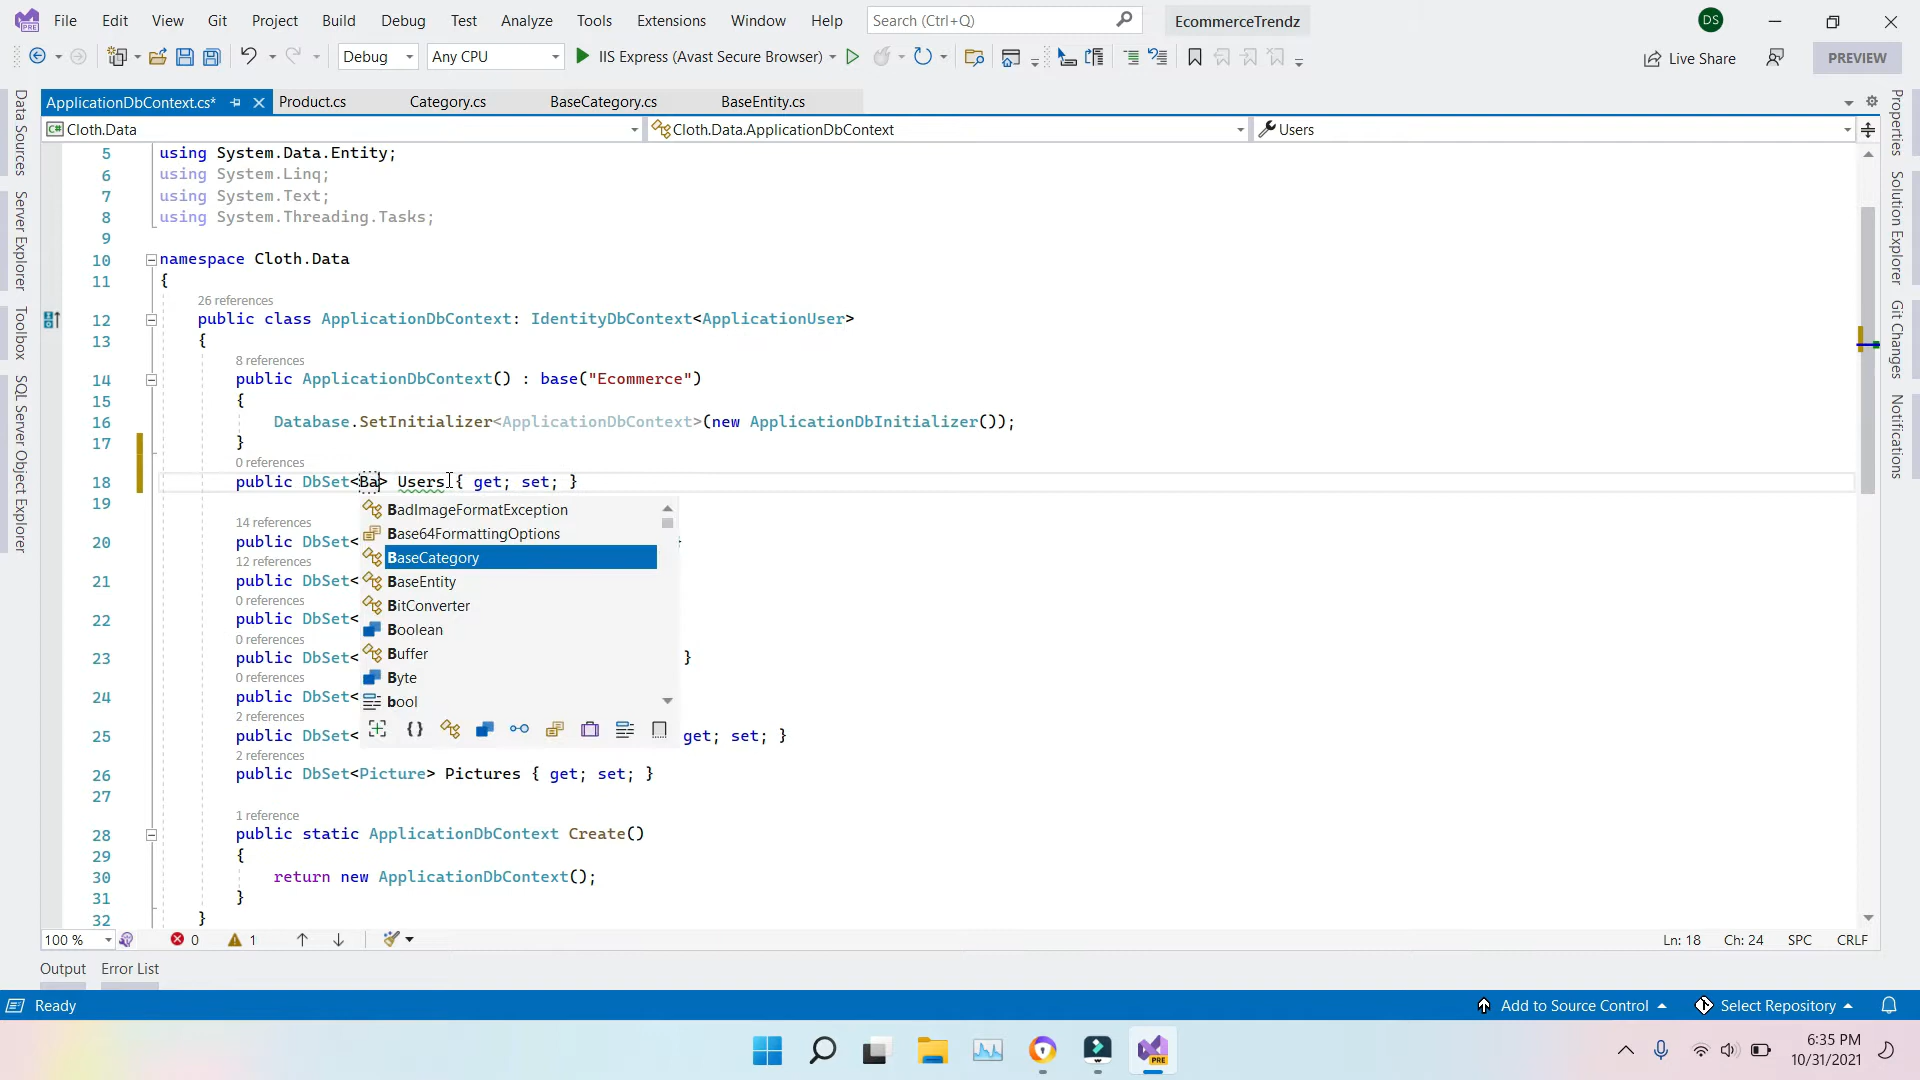 File Edit View Git Project Build Debug Test Analyze Tools Extensions Window Help Search (Ctrl+Q) EcommerceTrendz DS
Debug Any CPU IIS Express (Avast Secure Browser) Live Share PREVIEW
PRE
ApplicationDbContext.cs* Product.cs Category.cs BaseCategory.cs BaseEntity.cs
C# Cloth.Data Cloth.Data.ApplicationDbContext Users
Data Sources
Server Explorer
Toolbox
SQL Server Object Explorer
5 using System.Data.Entity;
6 using System.Linq;
7 using System.Text;
8 using System.Threading.Tasks;
9
10 namespace Cloth.Data
11 {
26 references
12 public class ApplicationDbContext: IdentityDbContext<ApplicationUser>
13 {
8 references
14 public ApplicationDbContext() : base("Ecommerce")
15 {
16 Database.SetInitializer<ApplicationDbContext>(new ApplicationDbInitializer());
17 }
0 references
18 public DbSet<Ba> Users { get; set; }
19
14 references
20 public DbSet< }
12 references
21 public DbSet<
0 references
22 public DbSet<
0 references
23 public DbSet< }
0 references
24 public DbSet<
2 references
25 public DbSet< get; set; }
2 references
26 public DbSet<Picture> Pictures { get; set; }
27
1 reference
28 public static ApplicationDbContext Create()
29 {
30 return new ApplicationDbContext();
31 }
32 }
BadImageFormatException
Base64FormattingOptions
BaseCategory
BaseEntity
BitConverter
Boolean
Buffer
Byte
bool
Properties
Solution Explorer
Git Changes
Notifications
100 % 0 1 Ln: 18 Ch: 24 SPC CRLF
Output Error List
Ready Add to Source Control Select Repository
PRE
6:35 PM
10/31/2021